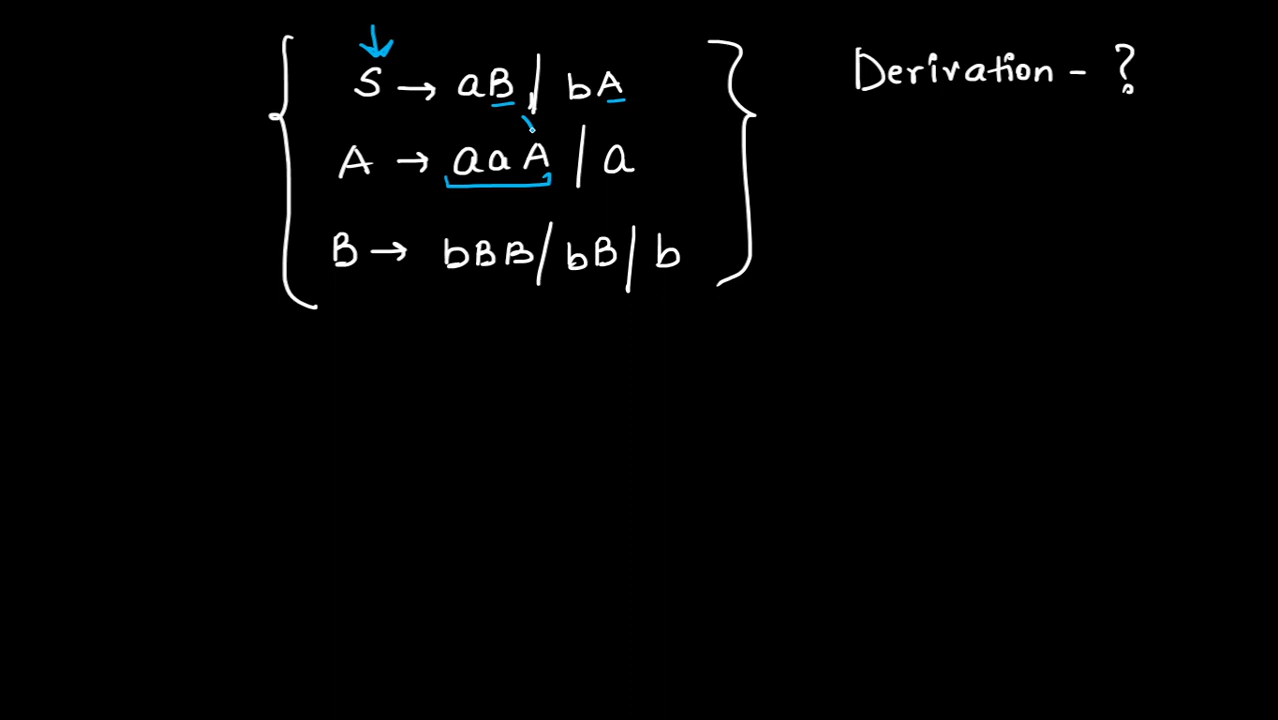 S → aB | bA
Derivation - ?
A → aaA | a
B → bBB / bB | b